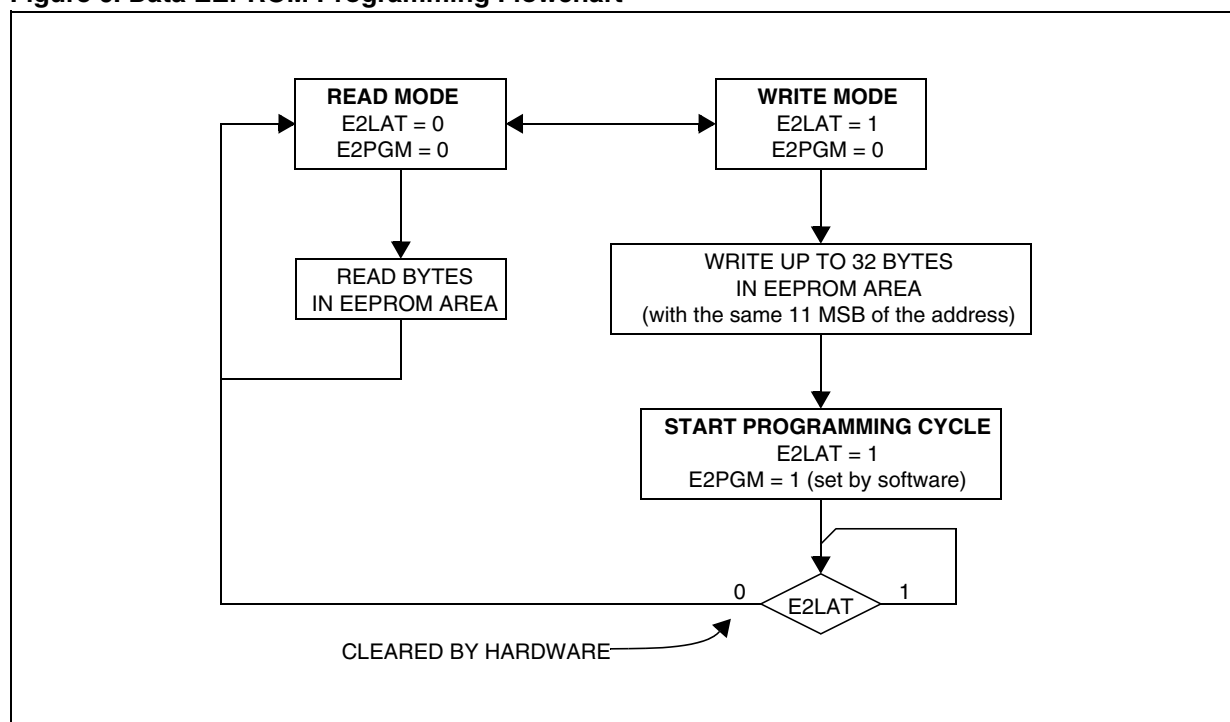 READ MODE
E2LAT = 0
E2PGM = 0
WRITE MODE
E2LAT = 1
E2PGM = 0
READ BYTES
IN EEPROM AREA
WRITE UP TO 32 BYTES
IN EEPROM AREA
(with the same 11 MSB of the address)
START PROGRAMMING CYCLE
E2LAT = 1
E2PGM = 1 (set by software)
0
E2LAT
1
CLEARED BY HARDWARE